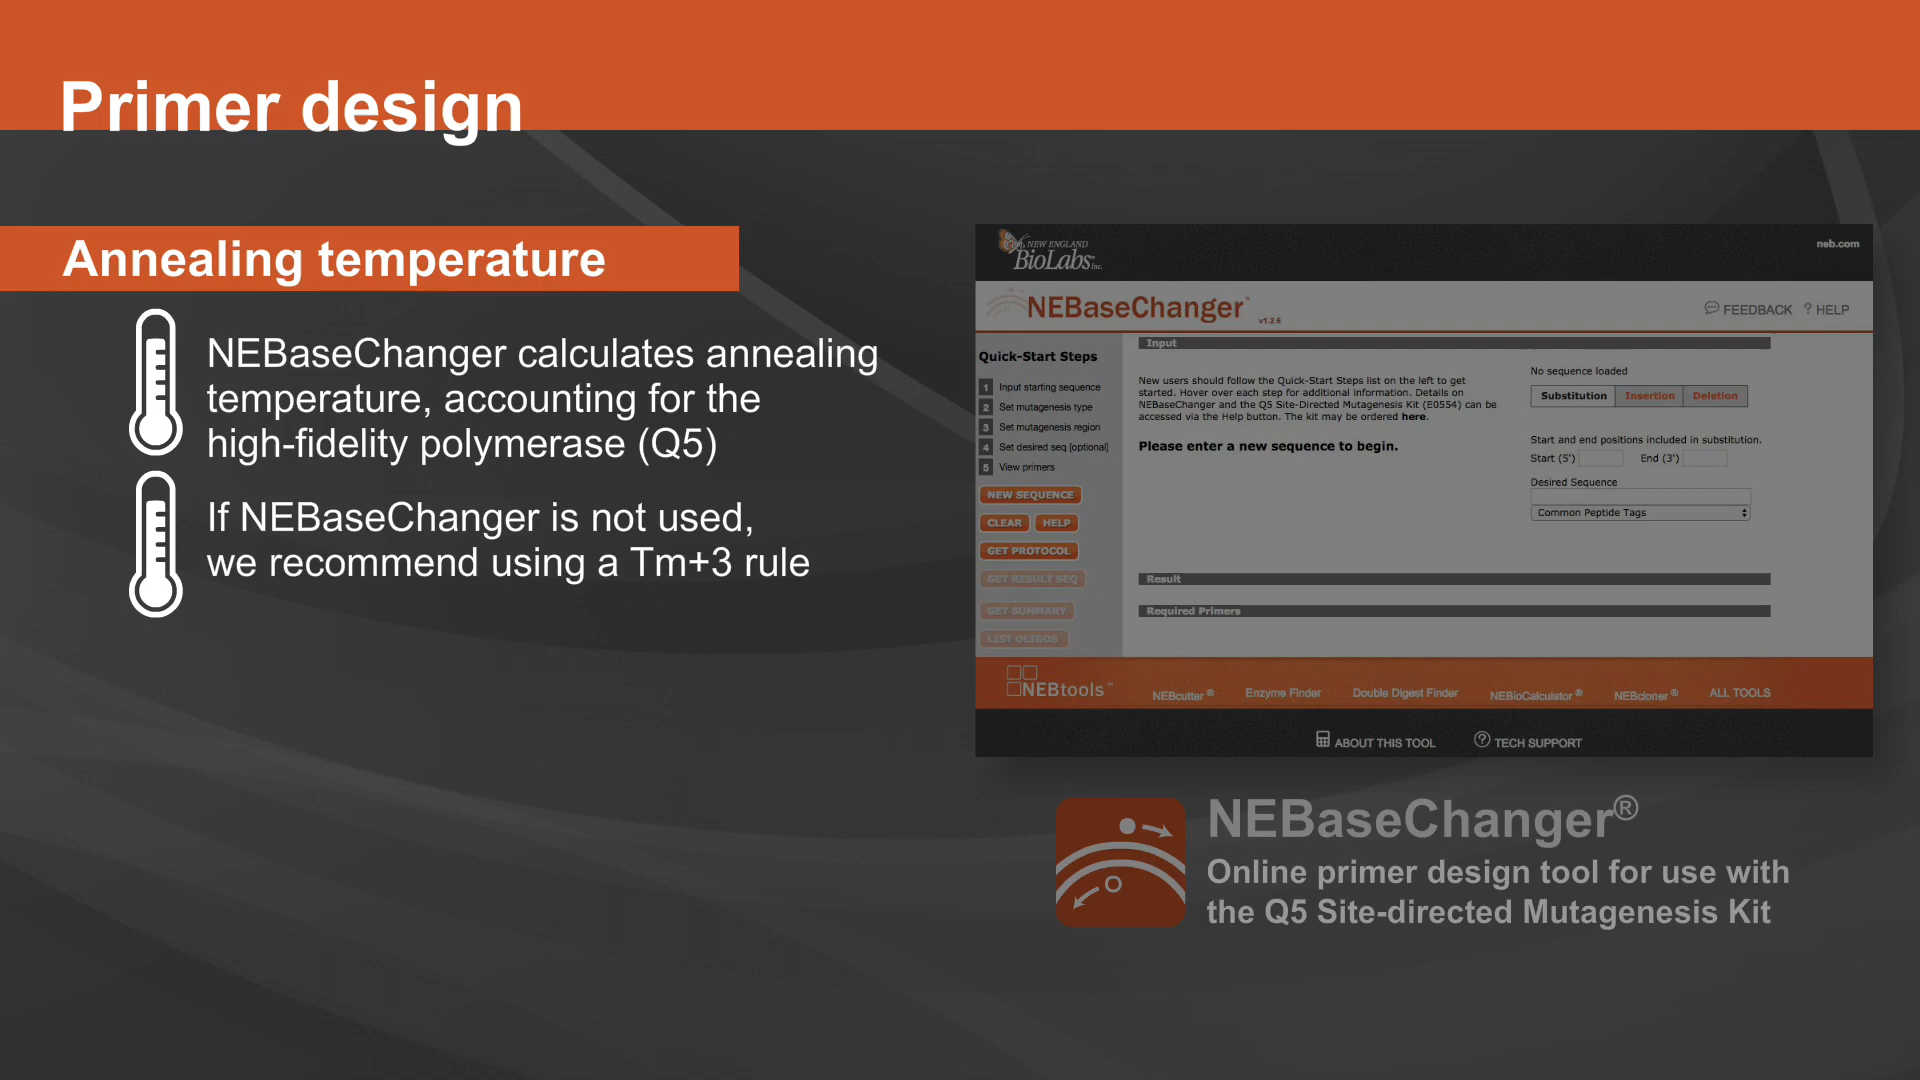 Primer design
Annealing temperature
NEBaseChanger calculates annealing
temperature, accounting for the
high-fidelity polymerase (Q5)
If NEBaseChanger is not used,
we recommend using a Tm+3 rule
NEW ENGLAND
BioLabs Inc.
neb.com
NEBaseChanger®
v1.2.6
FEEDBACK ? HELP
Quick-Start Steps
1 Input starting sequence
2 Set mutagenesis type
3 Set mutagenesis region
4 Set desired seq [optional]
5 View primers
NEW SEQUENCE
CLEAR HELP
GET PROTOCOL
GET RESULT SEQ
GET SUMMARY
LIST OLIGOS
Input
New users should follow the Quick-Start Steps list on the left to get
started. Hover over each step for additional information. Details on
NEBaseChanger and the Q5 Site-Directed Mutagenesis Kit (E0554) can be
accessed via the Help button. The kit may be ordered here.
Please enter a new sequence to begin.
No sequence loaded
Substitution Insertion Deletion
Start and end positions included in substitution.
Start (5') End (3')
Desired Sequence
Common Peptide Tags
Result
Required Primers
NEBtools™
NEBcutter® Enzyme Finder Double Digest Finder NEBioCalculator® NEBcloner® ALL TOOLS
ABOUT THIS TOOL ? TECH SUPPORT
NEBaseChanger®
Online primer design tool for use with
the Q5 Site-directed Mutagenesis Kit